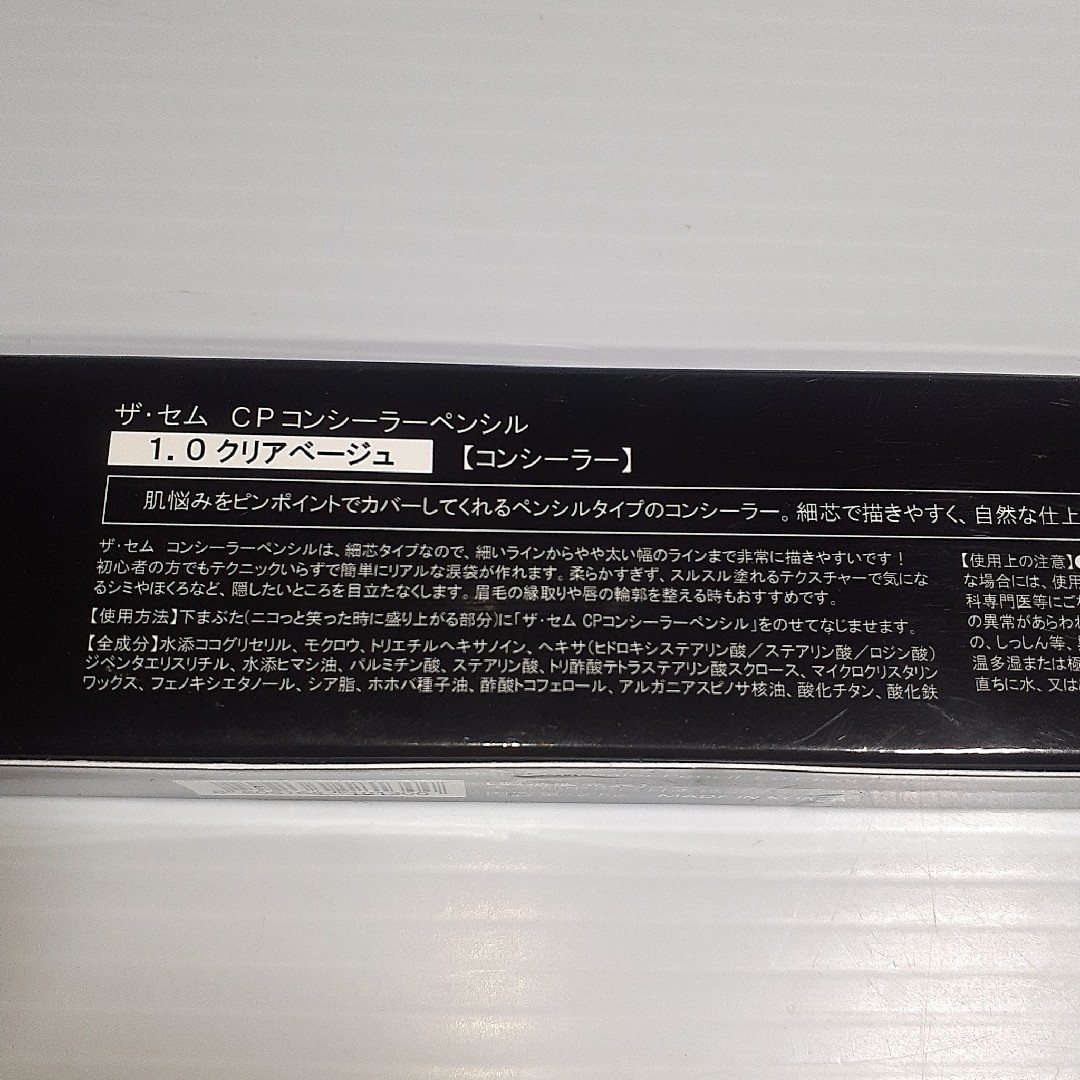 ザ・セム CPコンシーラーペンシル
1.0 クリアベージュ 【コンシーラー】
肌悩みをピンポイントでカバーしてくれるペンシルタイプのコンシーラー。細芯で描きやすく、自然な仕上
ザ・セム コンシーラーペンシルは、細芯タイプなので、細いラインからやや太い幅のラインまで非常に描きやすいです!
初心者の方でもテクニックいらずで簡単にリアルな涙袋が作れます。柔らかすぎず、スルスル塗れるテクスチャーで気にな
るシミやほくろなど、隠したいところを目立たなくします。眉毛の縁取りや唇の輪郭を整える時もおすすめです。
【使用方法】下まぶた(ニコっと笑った時に盛り上がる部分)に「ザ・セム CPコンシーラーペンシル」をのせてなじませます。
【全成分】水添ココグリセリル、モクロウ、トリエチルヘキサノイン、ヘキサ(ヒドロキシステアリン酸/ステアリン酸/ロジン酸)
ジペンタエリスリチル、水添ヒマシ油、パルミチン酸、ステアリン酸、トリ酢酸テトラステアリン酸スクロース、マイクロクリスタリン
ワックス、フェノキシエタノール、シア脂、ホホバ種子油、酢酸トコフェロール、アルガニアスピノサ核油、酸化チタン、酸化鉄
【使用上の注意】●
な場合には、使用
科専門医等にご
の異常があらわれ
の、しっしん等、
温多湿または極
直ちに水、又は
MADE IN KOREA